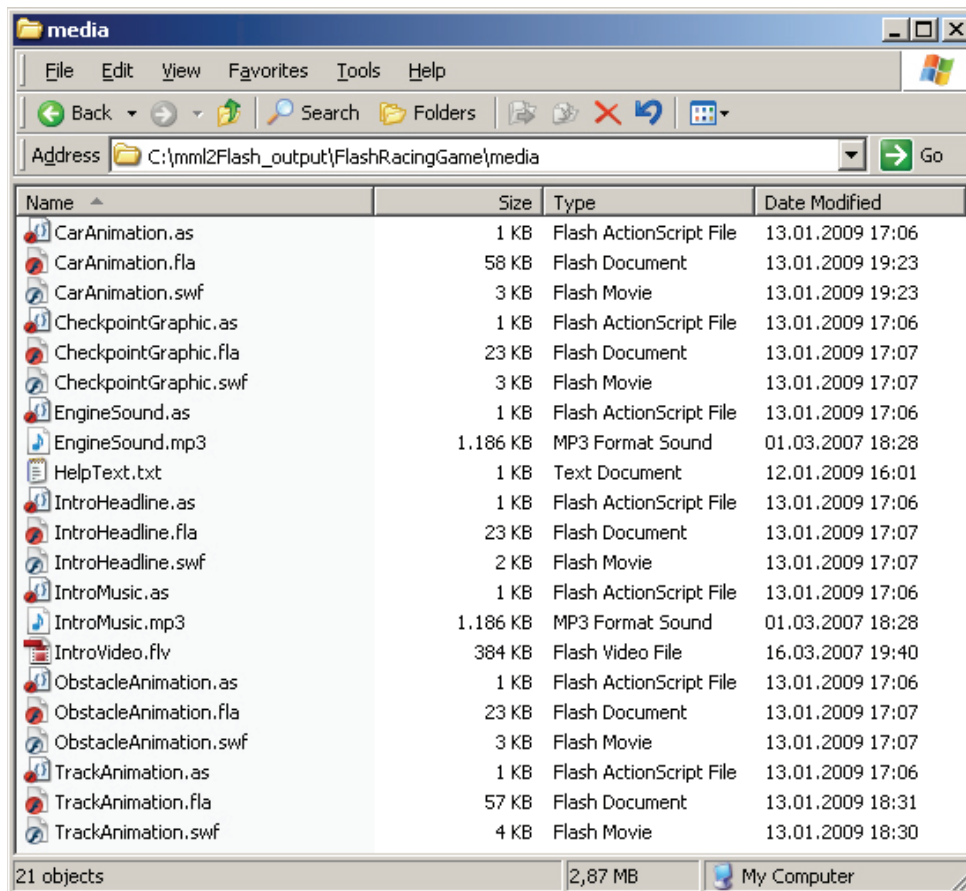 media
File Edit View Favorites Tools Help
Back Search Folders
Address C:\mml2Flash_output\FlashRacingGame\media Go
Name Size Type Date Modified
CarAnimation.as 1 KB Flash ActionScript File 13.01.2009 17:06
CarAnimation.fla 58 KB Flash Document 13.01.2009 19:23
CarAnimation.swf 3 KB Flash Movie 13.01.2009 19:23
CheckpointGraphic.as 1 KB Flash ActionScript File 13.01.2009 17:06
CheckpointGraphic.fla 23 KB Flash Document 13.01.2009 17:07
CheckpointGraphic.swf 3 KB Flash Movie 13.01.2009 17:07
EngineSound.as 1 KB Flash ActionScript File 13.01.2009 17:06
EngineSound.mp3 1.186 KB MP3 Format Sound 01.03.2007 18:28
HelpText.txt 1 KB Text Document 12.01.2009 16:01
IntroHeadline.as 1 KB Flash ActionScript File 13.01.2009 17:06
IntroHeadline.fla 23 KB Flash Document 13.01.2009 17:07
IntroHeadline.swf 2 KB Flash Movie 13.01.2009 17:07
IntroMusic.as 1 KB Flash ActionScript File 13.01.2009 17:06
IntroMusic.mp3 1.186 KB MP3 Format Sound 01.03.2007 18:28
IntroVideo.flv 384 KB Flash Video File 16.03.2007 19:40
ObstacleAnimation.as 1 KB Flash ActionScript File 13.01.2009 17:06
ObstacleAnimation.fla 23 KB Flash Document 13.01.2009 17:07
ObstacleAnimation.swf 3 KB Flash Movie 13.01.2009 17:07
TrackAnimation.as 1 KB Flash ActionScript File 13.01.2009 17:06
TrackAnimation.fla 57 KB Flash Document 13.01.2009 18:31
TrackAnimation.swf 4 KB Flash Movie 13.01.2009 18:30
21 objects 2,87 MB My Computer